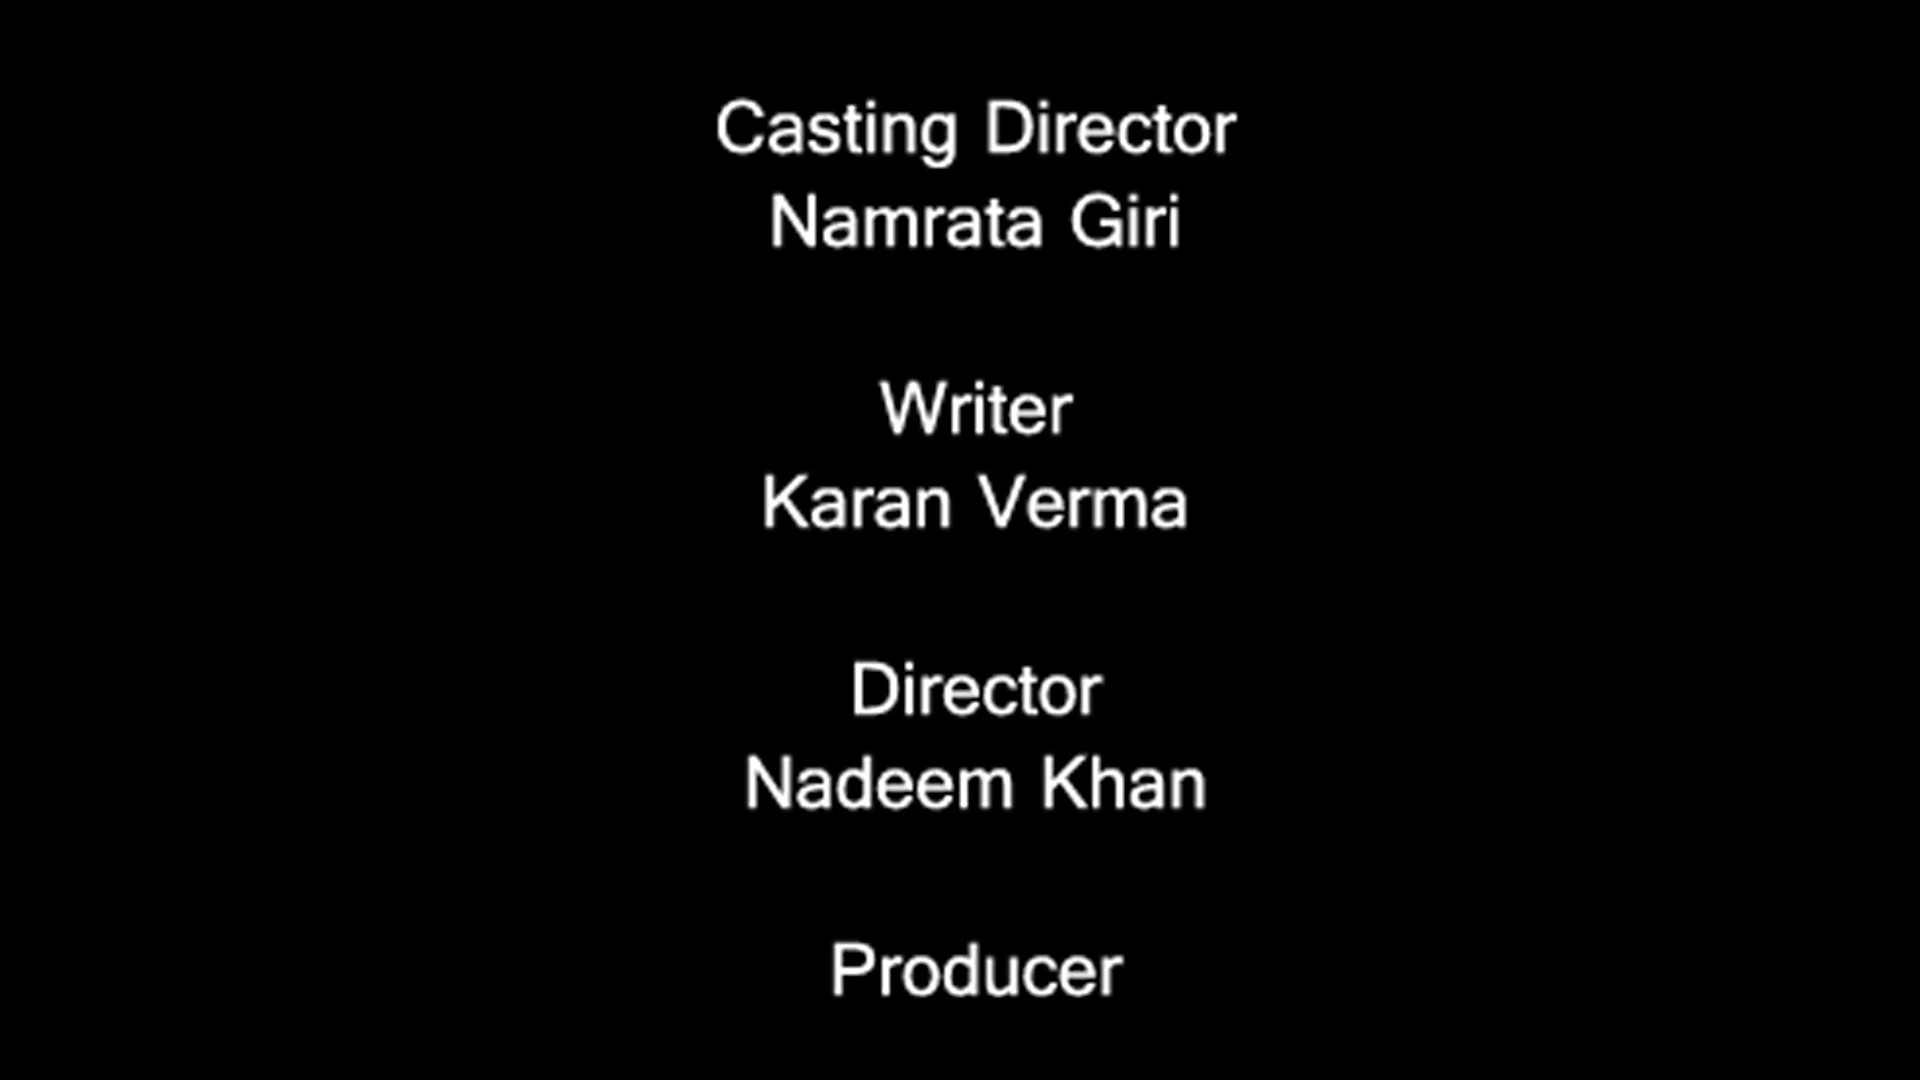 Casting Director
Namrata Giri
Writer
Karan Verma
Director
Nadeem Khan
Producer